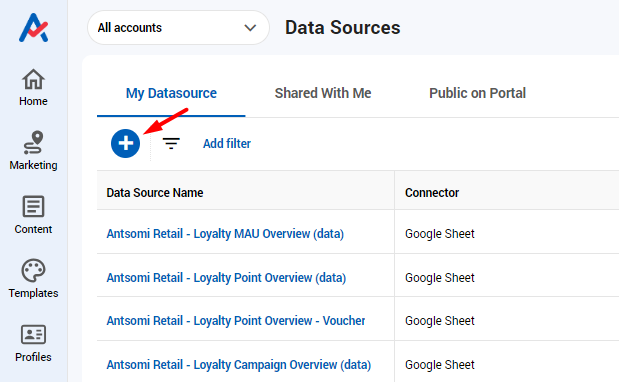 All accounts
Data Sources
Home
Marketing
Content
Templates
Profiles
My Datasource
Shared With Me
Public on Portal
Add filter
Data Source Name
Connector
Antsomi Retail - Loyalty MAU Overview (data)
Google Sheet
Antsomi Retail - Loyalty Point Overview (data)
Google Sheet
Antsomi Retail - Loyalty Point Overview - Voucher
Google Sheet
Antsomi Retail - Loyalty Campaign Overview (data)
Google Sheet